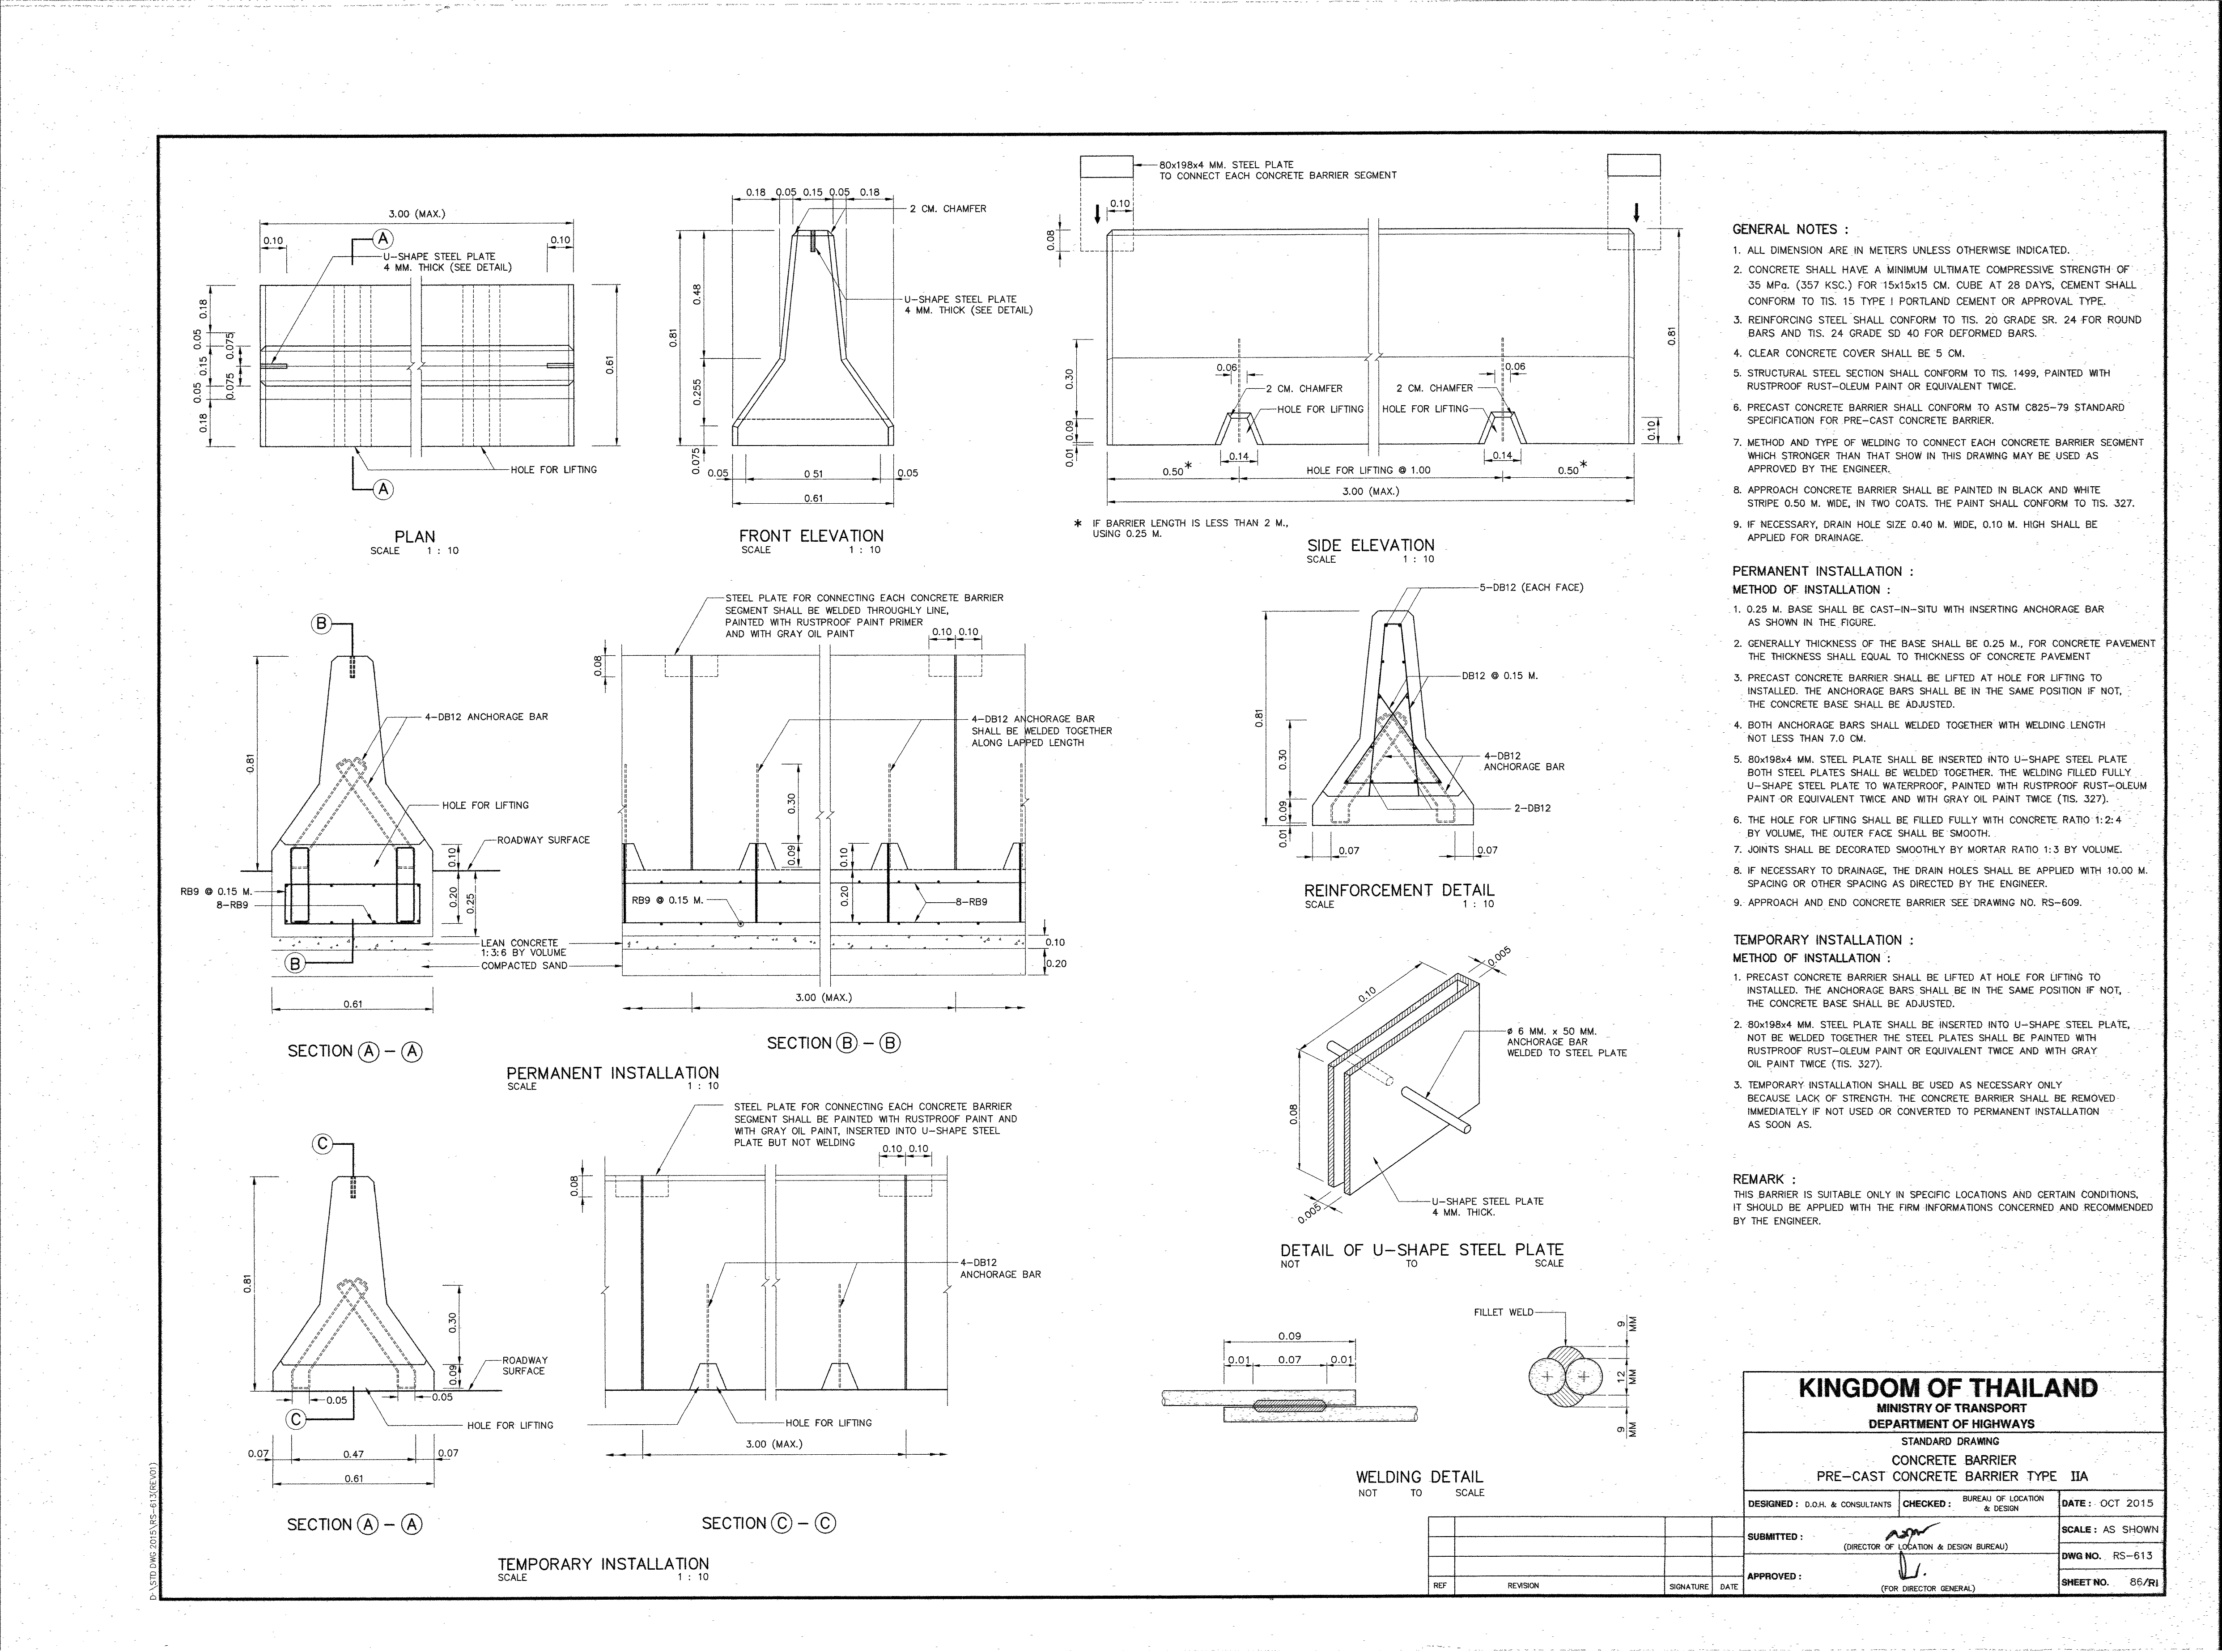 80x198x4 MM. STEEL PLATE
TO CONNECT EACH CONCRETE BARRIER SEGMENT
3.00 (MAX.)
0.10
0.10
A
U-SHAPE STEEL PLATE
4 MM. THICK (SEE DETAIL)
0.18
0.05
0.15
0.05
0.18
0.075
0.075
0.61
HOLE FOR LIFTING
A
PLAN
SCALE 1 : 10
0.18 0.05 0.15 0.05 0.18
2 CM. CHAMFER
0.81
0.48
0.255
0.075
U-SHAPE STEEL PLATE
4 MM. THICK (SEE DETAIL)
0.05
0.51
0.05
0.61
FRONT ELEVATION
SCALE 1 : 10
0.10
0.08
0.81
0.30
0.09
0.01
0.06
0.06
2 CM. CHAMFER
2 CM. CHAMFER
HOLE FOR LIFTING
HOLE FOR LIFTING
0.10
0.14
0.14
0.50*
HOLE FOR LIFTING @ 1.00
0.50*
3.00 (MAX.)
* IF BARRIER LENGTH IS LESS THAN 2 M.,
USING 0.25 M.
SIDE ELEVATION
SCALE 1 : 10
B
0.81
4-DB12 ANCHORAGE BAR
HOLE FOR LIFTING
ROADWAY SURFACE
0.10
0.20
0.25
RB9 @ 0.15 M.
8-RB9
B
LEAN CONCRETE
1:3:6 BY VOLUME
COMPACTED SAND
0.61
SECTION A - A
STEEL PLATE FOR CONNECTING EACH CONCRETE BARRIER
SEGMENT SHALL BE WELDED THROUGHLY LINE,
PAINTED WITH RUSTPROOF PAINT PRIMER
AND WITH GRAY OIL PAINT
0.10 0.10
0.08
4-DB12 ANCHORAGE BAR
SHALL BE WELDED TOGETHER
ALONG LAPPED LENGTH
0.30
0.09
0.10
0.20
RB9 @ 0.15 M.
8-RB9
0.10
0.20
3.00 (MAX.)
SECTION B - B
PERMANENT INSTALLATION
SCALE 1 : 10
5-DB12 (EACH FACE)
DB12 @ 0.15 M.
0.81
0.30
0.09
0.01
4-DB12
ANCHORAGE BAR
2-DB12
0.07
0.07
REINFORCEMENT DETAIL
SCALE 1 : 10
0.10
0.005
ø 6 MM. x 50 MM.
ANCHORAGE BAR
WELDED TO STEEL PLATE
0.08
0.005
U-SHAPE STEEL PLATE
4 MM. THICK.
DETAIL OF U-SHAPE STEEL PLATE
NOT TO SCALE
C
0.81
0.30
0.09
ROADWAY
SURFACE
0.05
0.05
C
HOLE FOR LIFTING
0.07
0.47
0.07
0.61
SECTION A - A
STEEL PLATE FOR CONNECTING EACH CONCRETE BARRIER
SEGMENT SHALL BE PAINTED WITH RUSTPROOF PAINT AND
WITH GRAY OIL PAINT, INSERTED INTO U-SHAPE STEEL
PLATE BUT NOT WELDING
0.10 0.10
0.08
4-DB12
ANCHORAGE BAR
HOLE FOR LIFTING
3.00 (MAX.)
SECTION C - C
TEMPORARY INSTALLATION
SCALE 1 : 10
0.09
0.01
0.07
0.01
FILLET WELD
9 MM
12 MM
9 MM
WELDING DETAIL
NOT TO SCALE
GENERAL NOTES :
1. ALL DIMENSION ARE IN METERS UNLESS OTHERWISE INDICATED.
2. CONCRETE SHALL HAVE A MINIMUM ULTIMATE COMPRESSIVE STRENGTH OF
35 MPa. (357 KSC.) FOR 15x15x15 CM. CUBE AT 28 DAYS, CEMENT SHALL
CONFORM TO TIS. 15 TYPE I PORTLAND CEMENT OR APPROVAL TYPE.
3. REINFORCING STEEL SHALL CONFORM TO TIS. 20 GRADE SR. 24 FOR ROUND
BARS AND TIS. 24 GRADE SD 40 FOR DEFORMED BARS.
4. CLEAR CONCRETE COVER SHALL BE 5 CM.
5. STRUCTURAL STEEL SECTION SHALL CONFORM TO TIS. 1499, PAINTED WITH
RUSTPROOF RUST-OLEUM PAINT OR EQUIVALENT TWICE.
6. PRECAST CONCRETE BARRIER SHALL CONFORM TO ASTM C825-79 STANDARD
SPECIFICATION FOR PRE-CAST CONCRETE BARRIER.
7. METHOD AND TYPE OF WELDING TO CONNECT EACH CONCRETE BARRIER SEGMENT
WHICH STRONGER THAN THAT SHOW IN THIS DRAWING MAY BE USED AS
APPROVED BY THE ENGINEER.
8. APPROACH CONCRETE BARRIER SHALL BE PAINTED IN BLACK AND WHITE
STRIPE 0.50 M. WIDE, IN TWO COATS. THE PAINT SHALL CONFORM TO TIS. 327.
9. IF NECESSARY, DRAIN HOLE SIZE 0.40 M. WIDE, 0.10 M. HIGH SHALL BE
APPLIED FOR DRAINAGE.
PERMANENT INSTALLATION :
METHOD OF INSTALLATION :
1. 0.25 M. BASE SHALL BE CAST-IN-SITU WITH INSERTING ANCHORAGE BAR
AS SHOWN IN THE FIGURE.
2. GENERALLY THICKNESS OF THE BASE SHALL BE 0.25 M., FOR CONCRETE PAVEMENT
THE THICKNESS SHALL EQUAL TO THICKNESS OF CONCRETE PAVEMENT
3. PRECAST CONCRETE BARRIER SHALL BE LIFTED AT HOLE FOR LIFTING TO
INSTALLED. THE ANCHORAGE BARS SHALL BE IN THE SAME POSITION IF NOT,
THE CONCRETE BASE SHALL BE ADJUSTED.
4. BOTH ANCHORAGE BARS SHALL WELDED TOGETHER WITH WELDING LENGTH
NOT LESS THAN 7.0 CM.
5. 80x198x4 MM. STEEL PLATE SHALL BE INSERTED INTO U-SHAPE STEEL PLATE
BOTH STEEL PLATES SHALL BE WELDED TOGETHER. THE WELDING FILLED FULLY
U-SHAPE STEEL PLATE TO WATERPROOF, PAINTED WITH RUSTPROOF RUST-OLEUM
PAINT OR EQUIVALENT TWICE AND WITH GRAY OIL PAINT TWICE (TIS. 327).
6. THE HOLE FOR LIFTING SHALL BE FILLED FULLY WITH CONCRETE RATIO 1:2:4
BY VOLUME, THE OUTER FACE SHALL BE SMOOTH.
7. JOINTS SHALL BE DECORATED SMOOTHLY BY MORTAR RATIO 1:3 BY VOLUME.
8. IF NECESSARY TO DRAINAGE, THE DRAIN HOLES SHALL BE APPLIED WITH 10.00 M.
SPACING OR OTHER SPACING AS DIRECTED BY THE ENGINEER.
9. APPROACH AND END CONCRETE BARRIER SEE DRAWING NO. RS-609.
TEMPORARY INSTALLATION :
METHOD OF INSTALLATION :
1. PRECAST CONCRETE BARRIER SHALL BE LIFTED AT HOLE FOR LIFTING TO
INSTALLED. THE ANCHORAGE BARS SHALL BE IN THE SAME POSITION IF NOT,
THE CONCRETE BASE SHALL BE ADJUSTED.
2. 80x198x4 MM. STEEL PLATE SHALL BE INSERTED INTO U-SHAPE STEEL PLATE,
NOT BE WELDED TOGETHER THE STEEL PLATES SHALL BE PAINTED WITH
RUSTPROOF RUST-OLEUM PAINT OR EQUIVALENT TWICE AND WITH GRAY
OIL PAINT TWICE (TIS. 327).
3. TEMPORARY INSTALLATION SHALL BE USED AS NECESSARY ONLY
BECAUSE LACK OF STRENGTH. THE CONCRETE BARRIER SHALL BE REMOVED
IMMEDIATELY IF NOT USED OR CONVERTED TO PERMANENT INSTALLATION
AS SOON AS.
REMARK :
THIS BARRIER IS SUITABLE ONLY IN SPECIFIC LOCATIONS AND CERTAIN CONDITIONS,
IT SHOULD BE APPLIED WITH THE FIRM INFORMATIONS CONCERNED AND RECOMMENDED
BY THE ENGINEER.
KINGDOM OF THAILAND
MINISTRY OF TRANSPORT
DEPARTMENT OF HIGHWAYS
STANDARD DRAWING
CONCRETE BARRIER
PRE-CAST CONCRETE BARRIER TYPE IIA
DESIGNED : D.O.H. & CONSULTANTS
CHECKED : BUREAU OF LOCATION
& DESIGN
DATE : OCT 2015
SUBMITTED :
(DIRECTOR OF LOCATION & DESIGN BUREAU)
SCALE : AS SHOWN
DWG NO. RS-613
APPROVED :
(FOR DIRECTOR GENERAL)
SHEET NO. 86/R1
REF REVISION SIGNATURE DATE
D:\STD DWG 2015\RS-613(REV01)